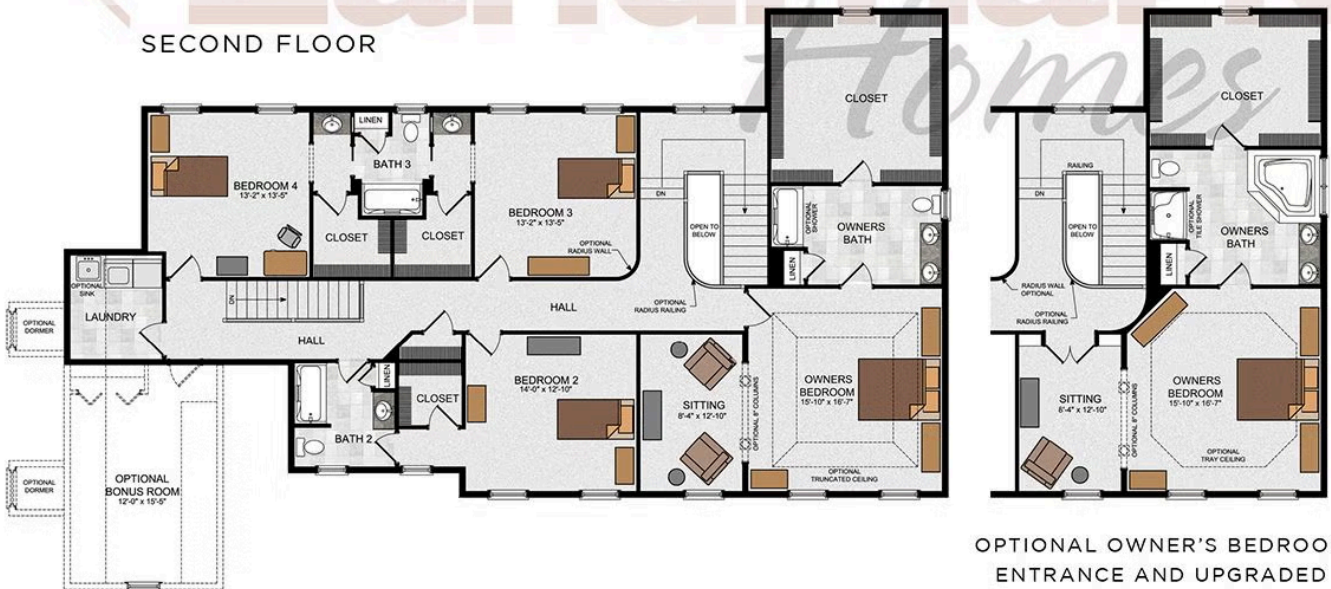 SECOND FLOOR
Homes
CLOSET
CLOSET
LINEN
BATH 3
BEDROOM 4
13'-2" x 13'-5"
BEDROOM 3
13'-2" x 13'-5"
CLOSET
CLOSET
DN
OPEN TO
BELOW
OPTIONAL
RADIUS WALL
OPTIONAL
SHOWER
OWNERS
BATH
LINEN
RAILING
DN
OPEN TO
BELOW
OPTIONAL
TILE SHOWER
OWNERS
BATH
LINEN
OPTIONAL
SINK
LAUNDRY
DN
HALL
HALL
OPTIONAL
RADIUS RAILING
RADIUS WALL
OPTIONAL
OPTIONAL
RADIUS RAILING
OPTIONAL
DORMER
LINEN
BATH 2
CLOSET
BEDROOM 2
14'-0" x 12'-10"
SITTING
8'-4" x 12'-10"
OPTIONAL 8" COLUMNS
OWNERS
BEDROOM
15'-10" x 16'-7"
OPTIONAL
TRUNCATED CEILING
SITTING
8'-4" x 12'-10"
OPTIONAL 8" COLUMNS
OWNERS
BEDROOM
15'-10" x 16'-7"
OPTIONAL
TRAY CEILING
OPTIONAL
DORMER
OPTIONAL
BONUS ROOM
12'-0" x 15'-5"
OPTIONAL OWNER'S BEDROO
ENTRANCE AND UPGRADED